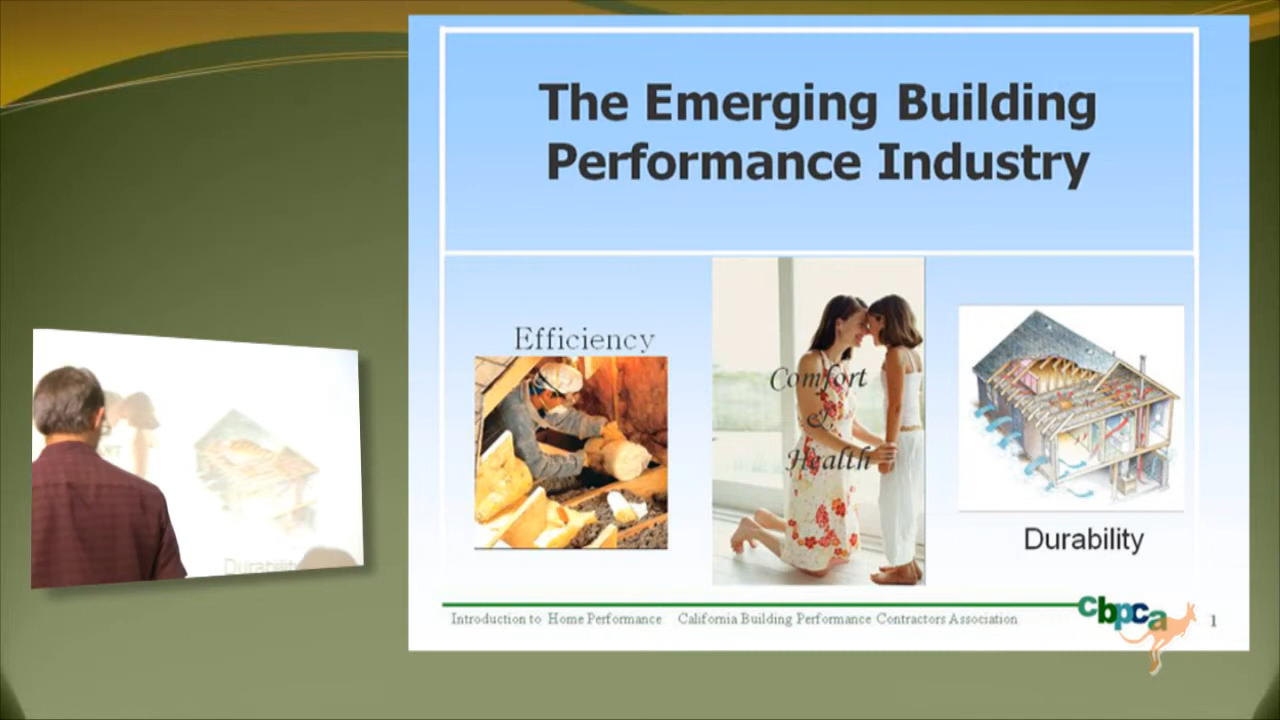 The Emerging Building
Performance Industry
Efficiency
Comfort
&
Health
Durability
Durability
Introduction to Home Performance California Building Performance Contractors Association
cbpca
1